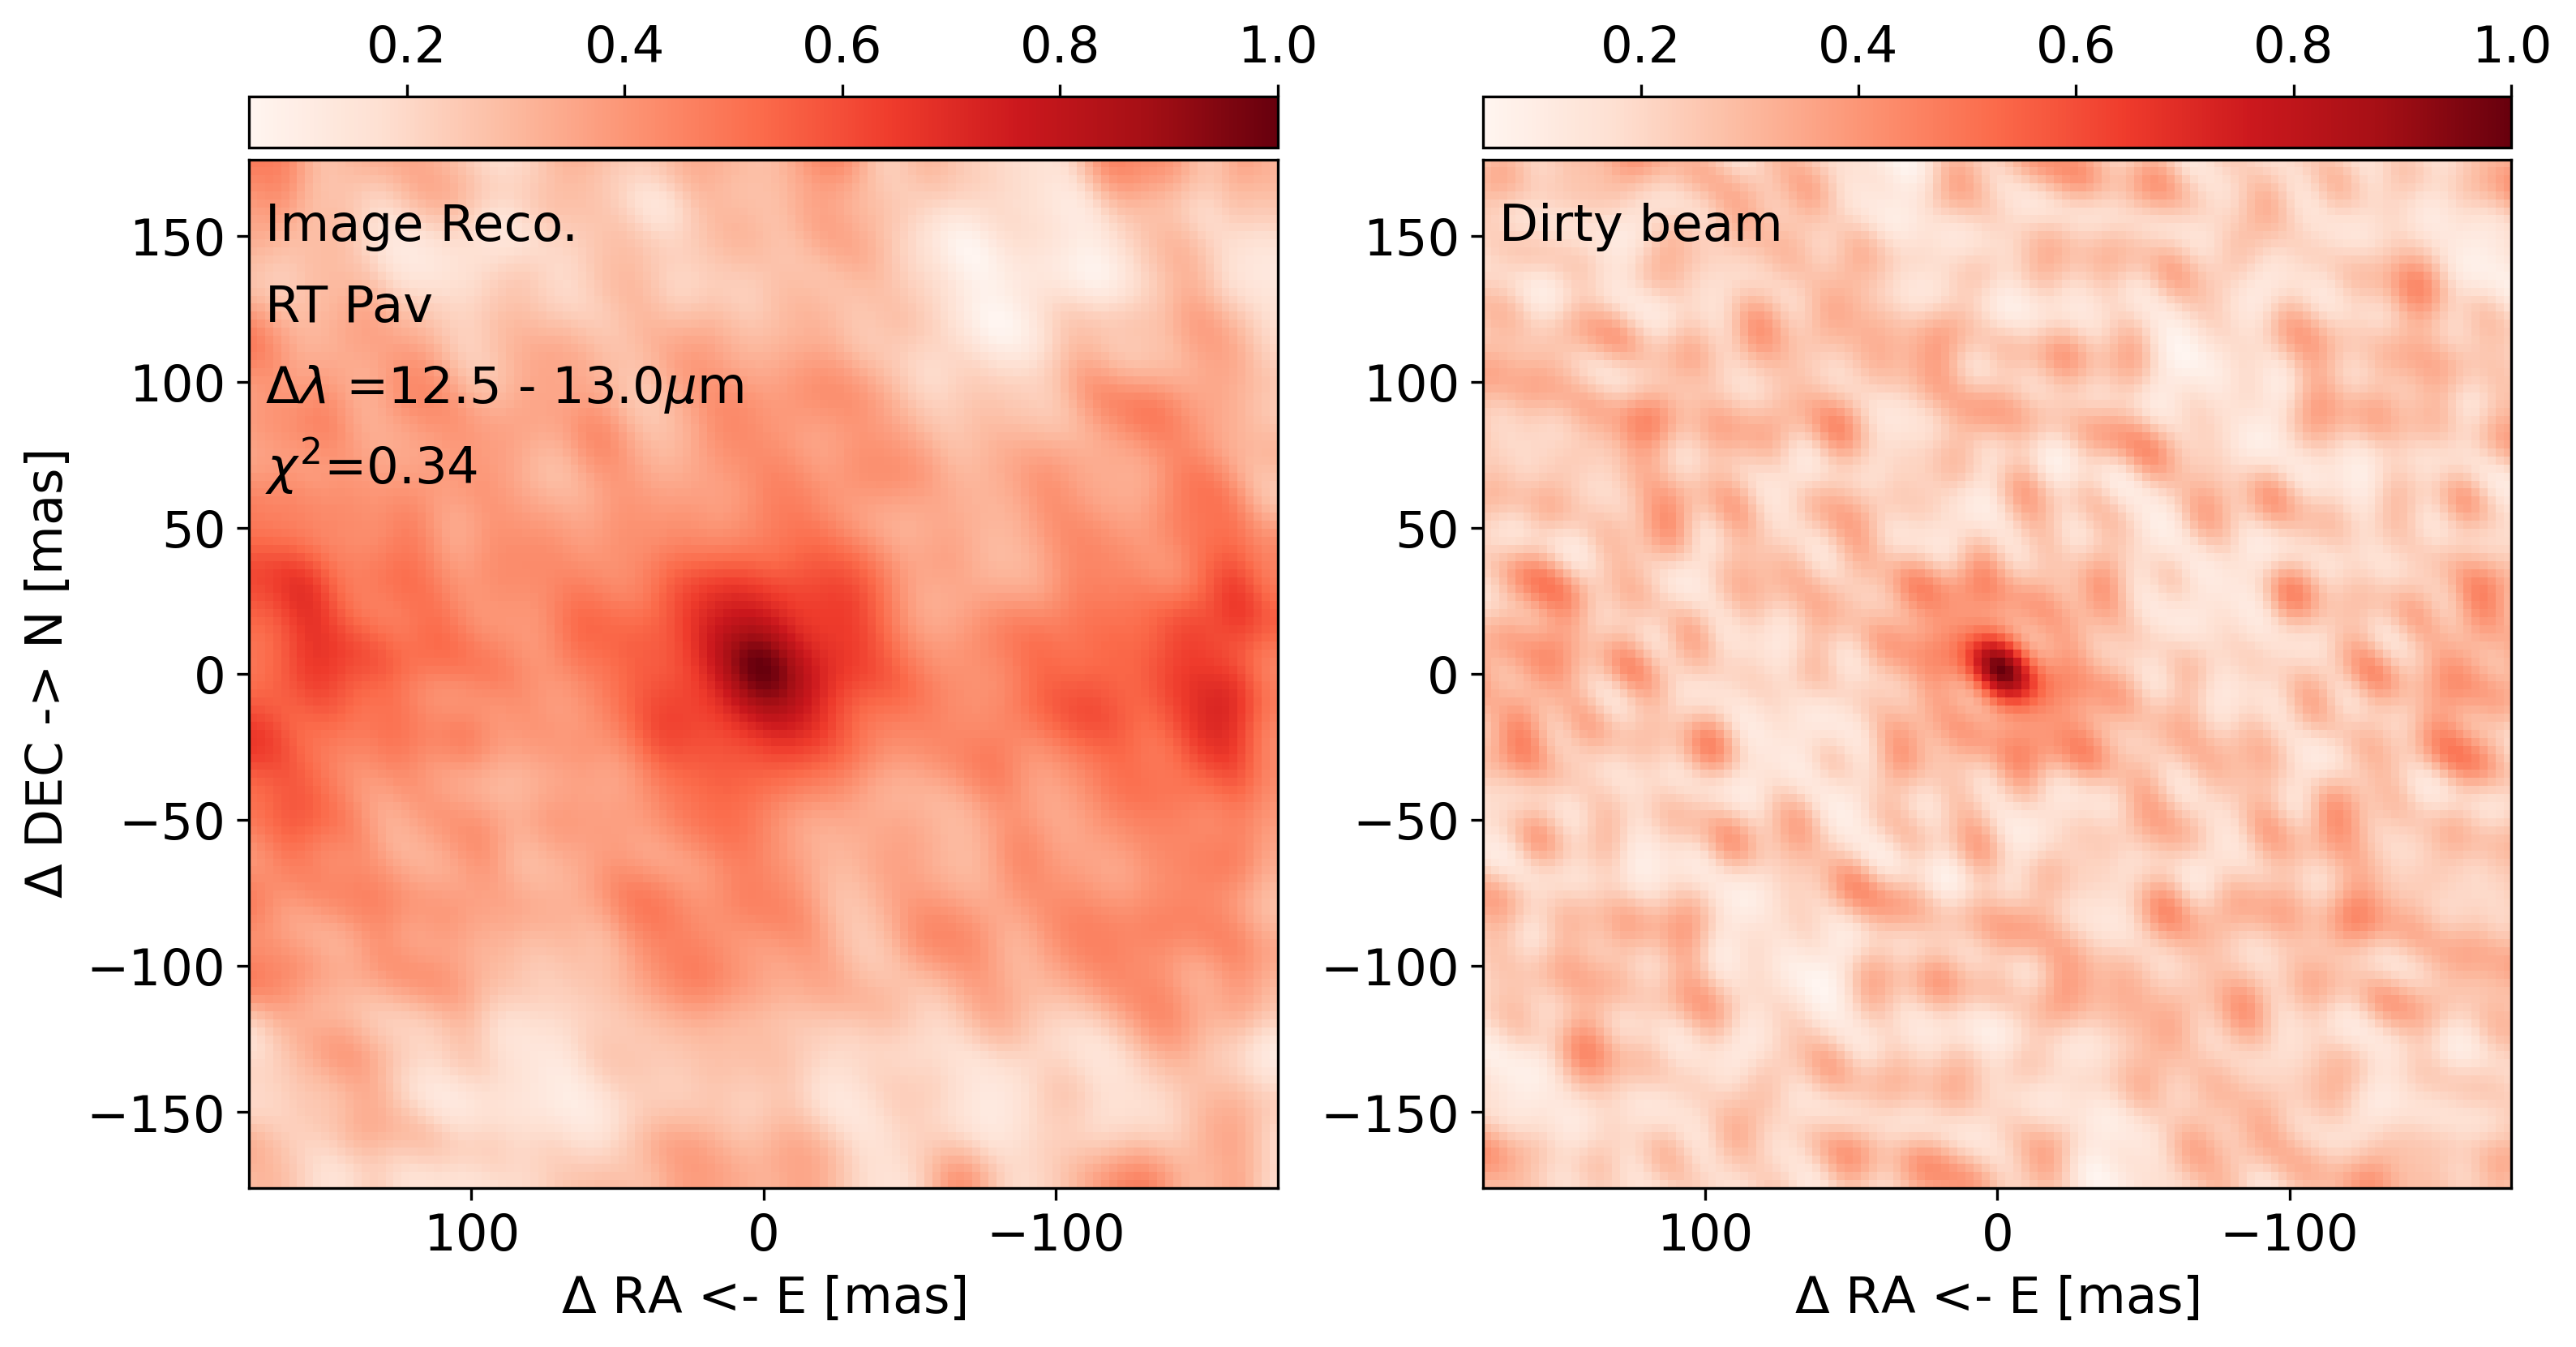 0.2 0.4 0.6 0.8 1.0
0.2 0.4 0.6 0.8 1.0
Image Reco.
RT Pav
Δλ =12.5 - 13.0μm
χ²=0.34
150
100
50
0
−50
−100
−150
Δ DEC -> N [mas]
100 0 −100
Δ RA <- E [mas]
Dirty beam
150
100
50
0
−50
−100
−150
100 0 −100
Δ RA <- E [mas]